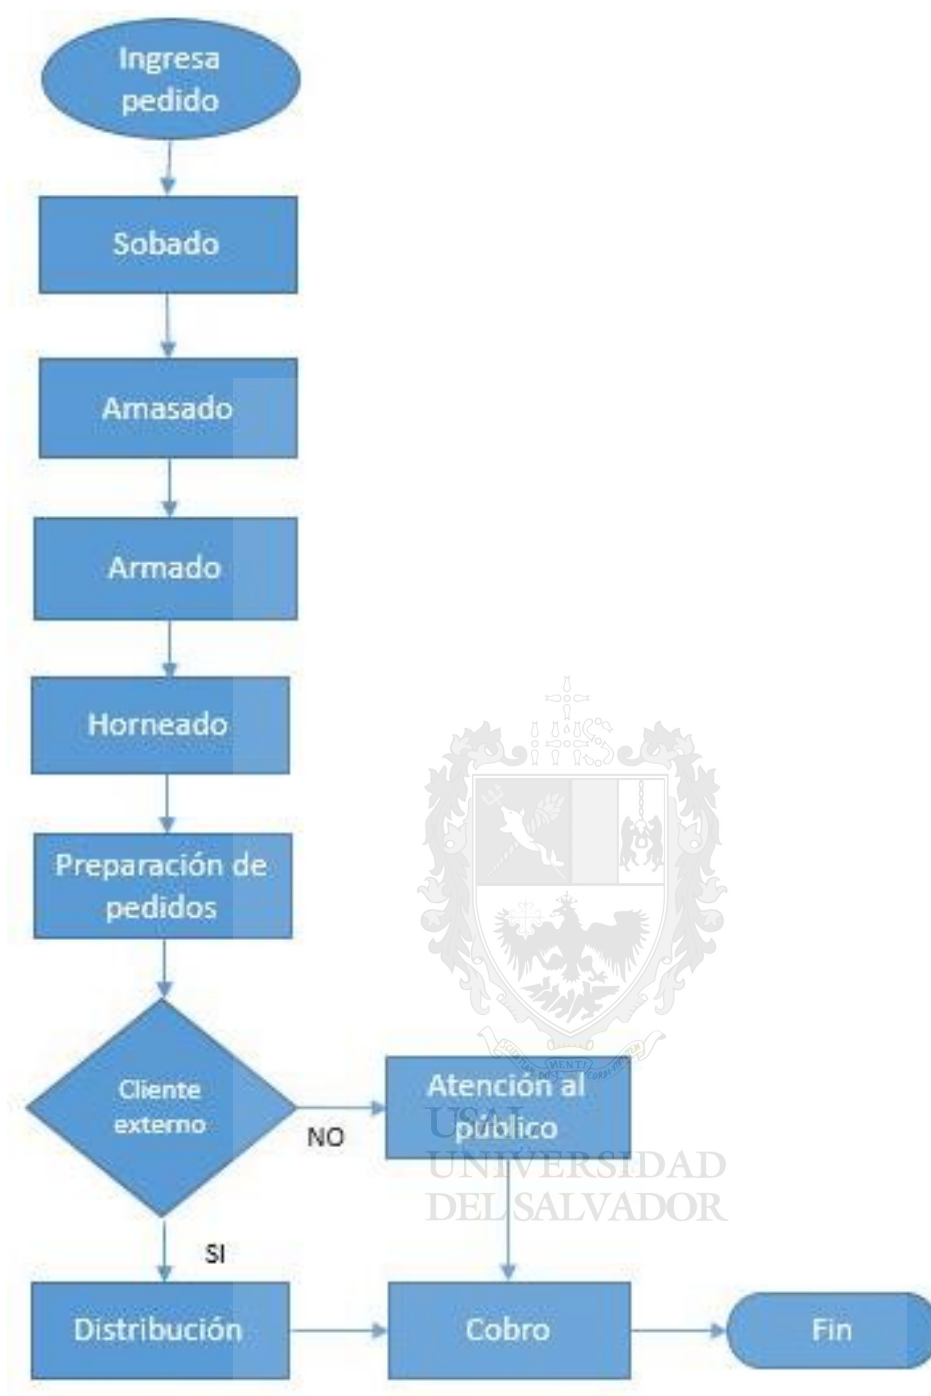 Ingresa
pedido
Sobado
Amasado
Armado
Horneado
Preparación de
pedidos
Cliente
externo
NO
Atención al
público
USAL
UNIVERSIDAD
DEL SALVADOR
SI
Distribución
Cobro
Fin